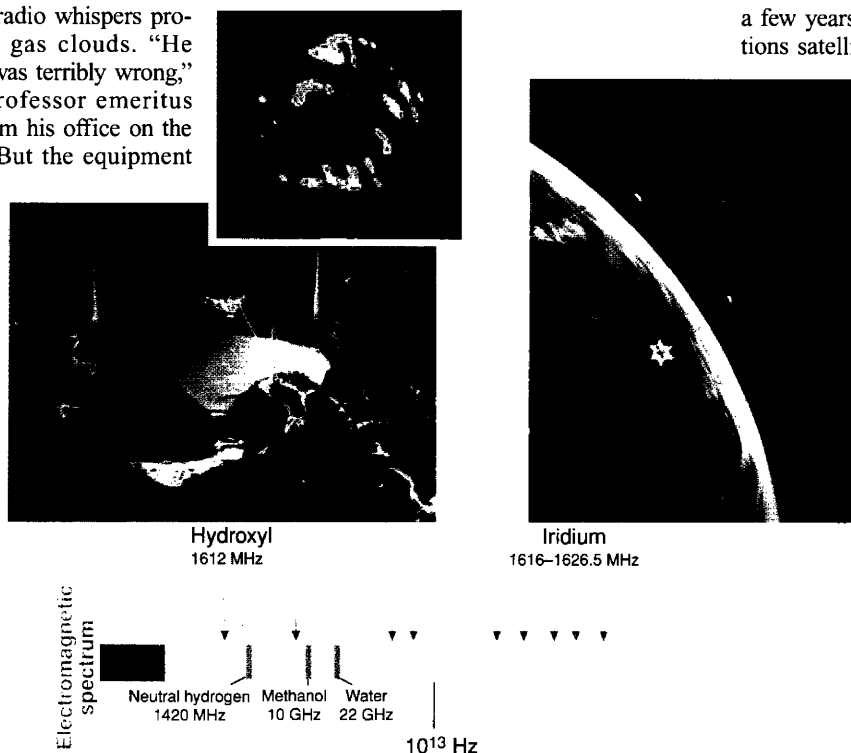 radio whispers pro-
gas clouds. “He
was terribly wrong,”
rofessor emeritus
m his office on the
But the equipment
a few years
tions satelli
Hydroxyl
1612 MHz
Iridium
1616–1626.5 MHz
Electromagnetic
spectrum
Neutral hydrogen
1420 MHz
Methanol
10 GHz
Water
22 GHz
10¹³ Hz